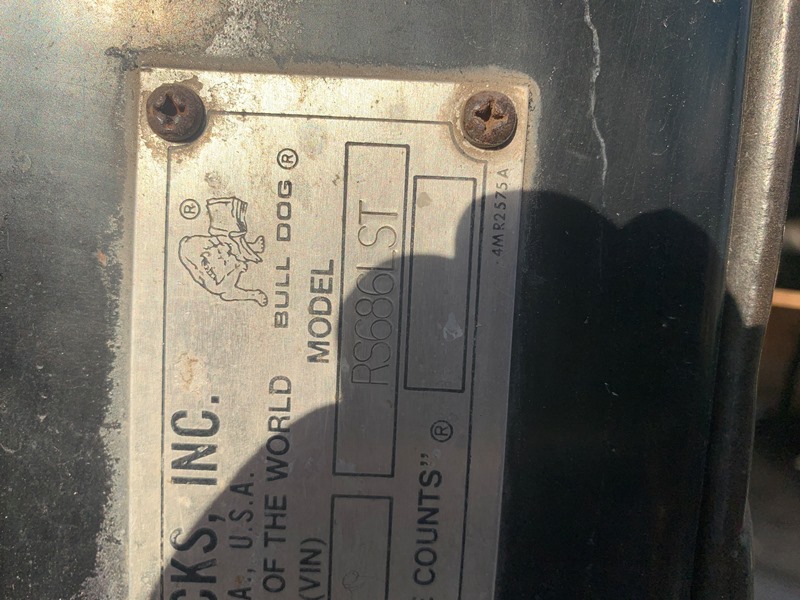 CKS, INC.
A., U.S.A.
OF THE WORLD
®
BULL DOG®
(VIN)
MODEL
RS686LST
COUNTS" ®
4MR2575A